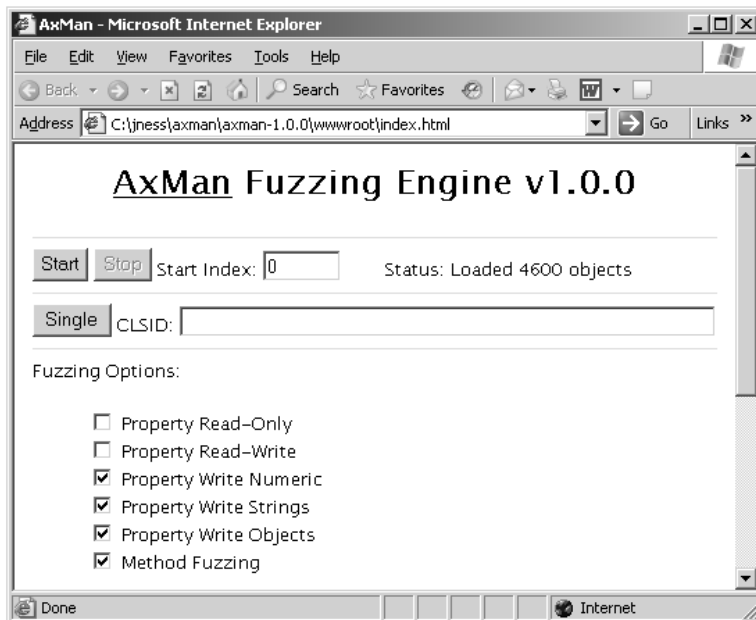 AxMan - Microsoft Internet Explorer
File Edit View Favorites Tools Help
Back Search Favorites
Address C:\jness\axman\axman-1.0.0\wwwroot\index.html Go Links »
AxMan Fuzzing Engine v1.0.0
Start Stop Start Index: 0 Status: Loaded 4600 objects
Single CLSID:
Fuzzing Options:
Property Read-Only
Property Read-Write
Property Write Numeric
Property Write Strings
Property Write Objects
Method Fuzzing
Done Internet